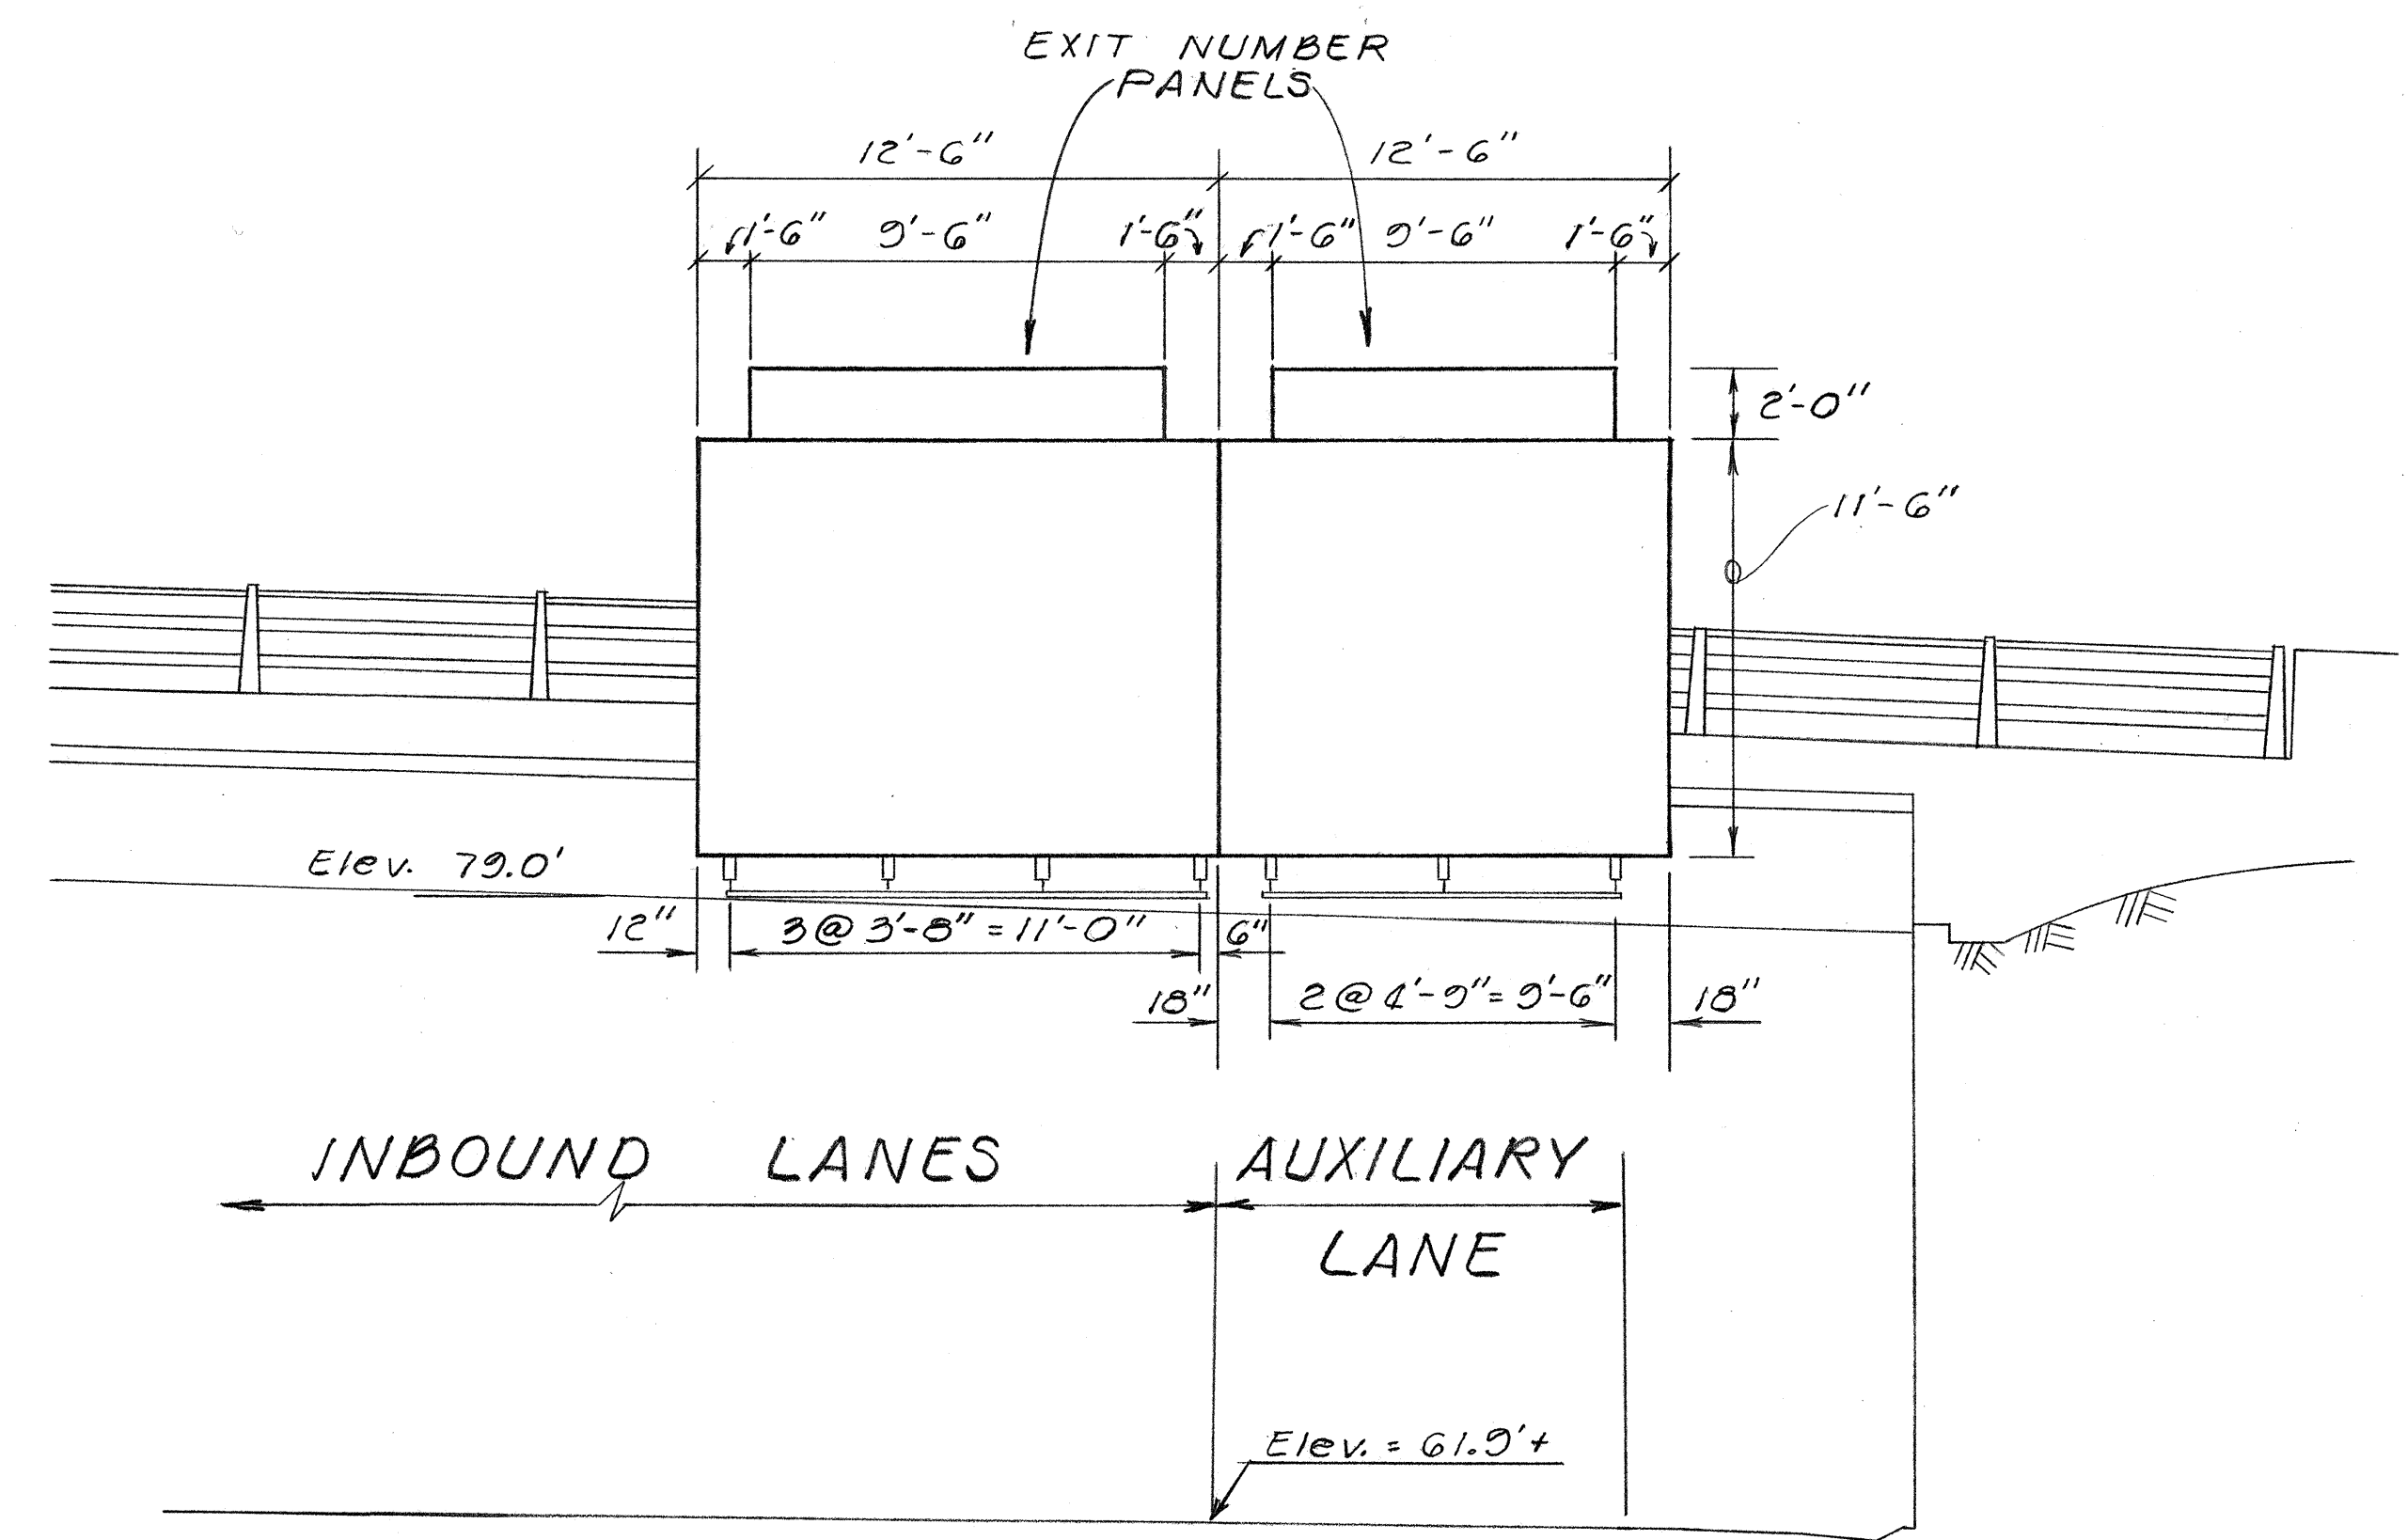 EXIT NUMBER
PANELS
12'-6" 12'-6"
1'-6" 9'-6" 1'-6" 1'-6" 9'-6" 1'-6"
2'-0"
11'-6"
Elev. 79.0'
12" 3 @ 3'-8" = 11'-0" 6"
18" 2 @ 4'-9" = 9'-6" 18"
INBOUND LANES AUXILIARY
LANE
Elev. = 61.9'+